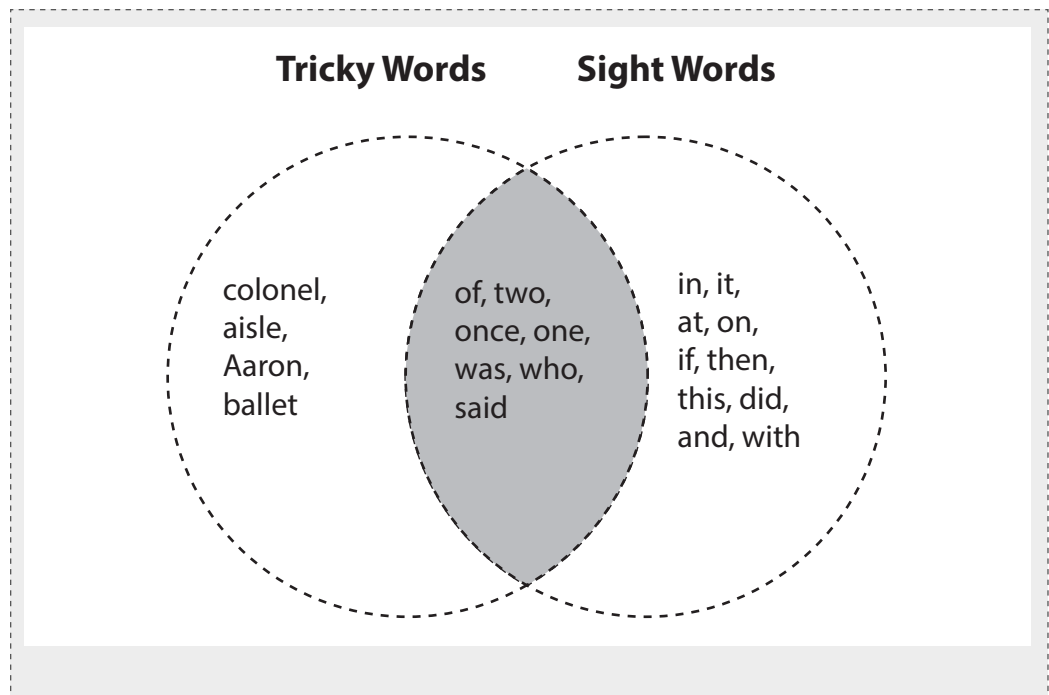 Tricky Words
Sight Words
colonel,
aisle,
Aaron,
ballet
of, two,
once, one,
was, who,
said
in, it,
at, on,
if, then,
this, did,
and, with